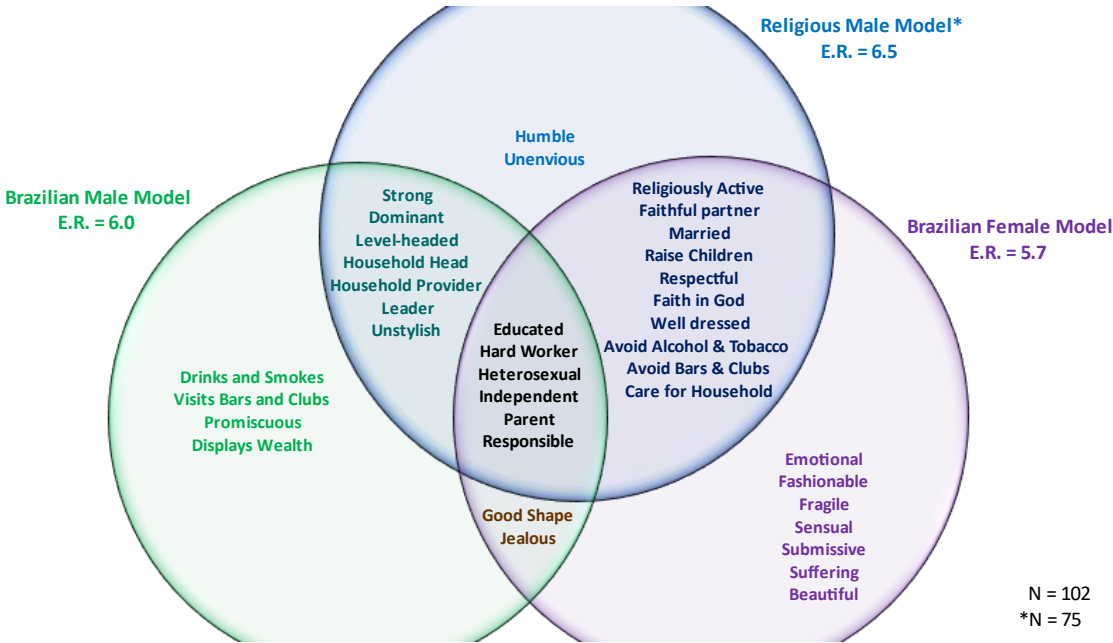 Religious Male Model*
E.R. = 6.5
Humble
Unenvious
Brazilian Male Model
E.R. = 6.0
Strong
Dominant
Level-headed
Household Head
Household Provider
Leader
Unstylish
Religiously Active
Faithful partner
Married
Raise Children
Respectful
Faith in God
Well dressed
Avoid Alcohol & Tobacco
Avoid Bars & Clubs
Care for Household
Brazilian Female Model
E.R. = 5.7
Educated
Hard Worker
Heterosexual
Independent
Parent
Responsible
Drinks and Smokes
Visits Bars and Clubs
Promiscuous
Displays Wealth
Emotional
Fashionable
Fragile
Sensual
Submissive
Suffering
Beautiful
Good Shape
Jealous
N = 102
*N = 75